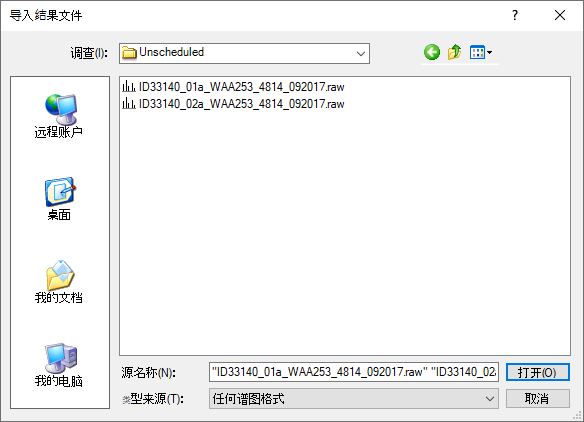 导入结果文件
调查(I):
Unscheduled
ID33140_01a_WAA253_4814_092017.raw
ID33140_02a_WAA253_4814_092017.raw
远程账户
桌面
我的文档
我的电脑
源名称(N):
"ID33140_01a_WAA253_4814_092017.raw" "ID33140_02a
打开(O)
类型来源(T):
任何谱图格式
取消